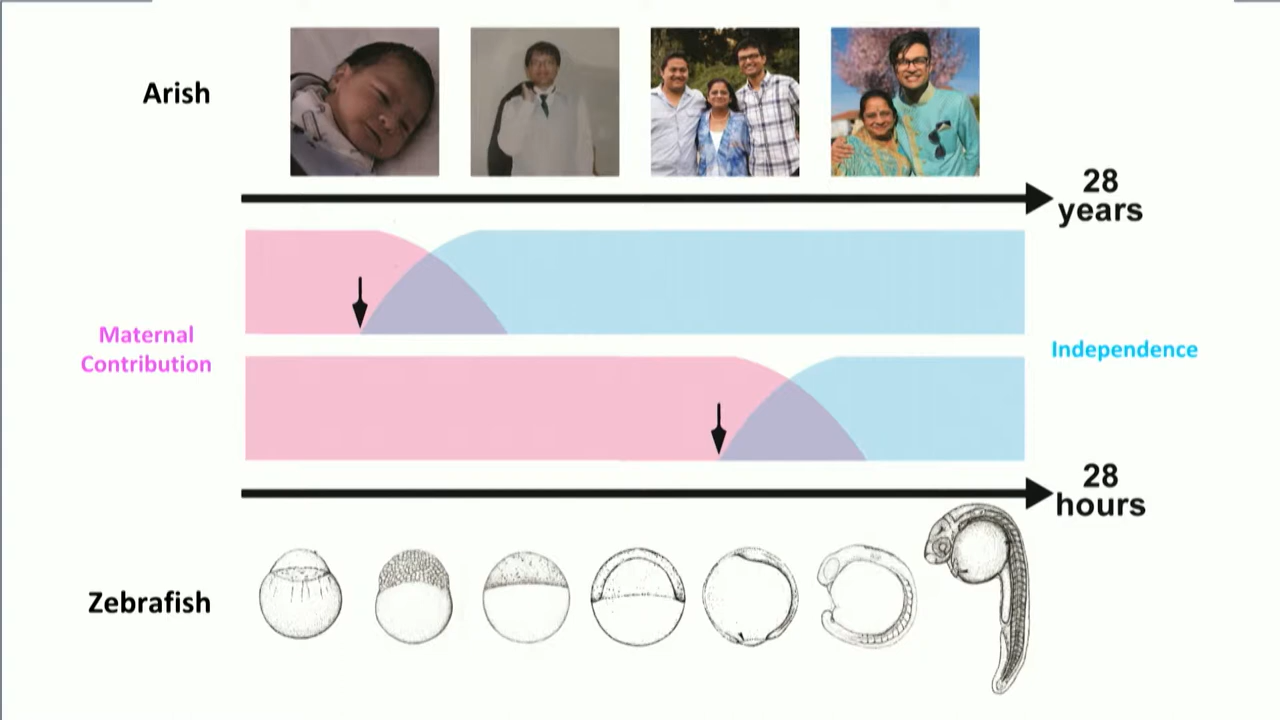 Arish
28
years
Maternal
Contribution
Independence
28
hours
Zebrafish